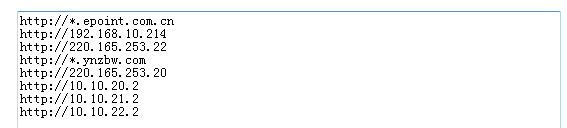 http://*.epoint.com.cn
http://192.168.10.214
http://220.165.253.22
http://*.ynzbw.com
http://220.165.253.20
http://10.10.20.2
http://10.10.21.2
http://10.10.22.2